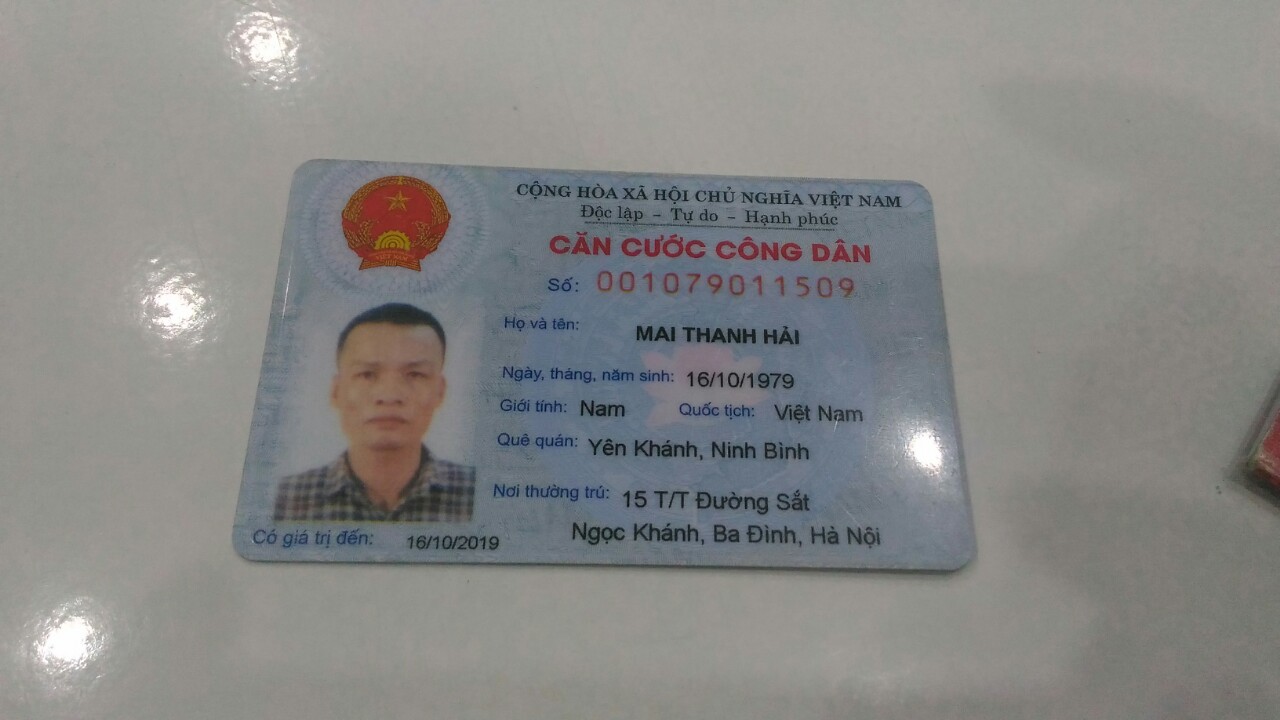 CỘNG HÒA XÃ HỘI CHỦ NGHĨA VIỆT NAM
Độc lập - Tự do - Hạnh phúc
CĂN CƯỚC CÔNG DÂN
Số: 001079011509
Họ và tên: MAI THANH HẢI
Ngày, tháng, năm sinh: 16/10/1979
Giới tính: Nam Quốc tịch: Việt Nam
Quê quán: Yên Khánh, Ninh Bình
Nơi thường trú: 15 T/T Đường Sắt
Ngọc Khánh, Ba Đình, Hà Nội
Có giá trị đến: 16/10/2019
VIỆT NAM